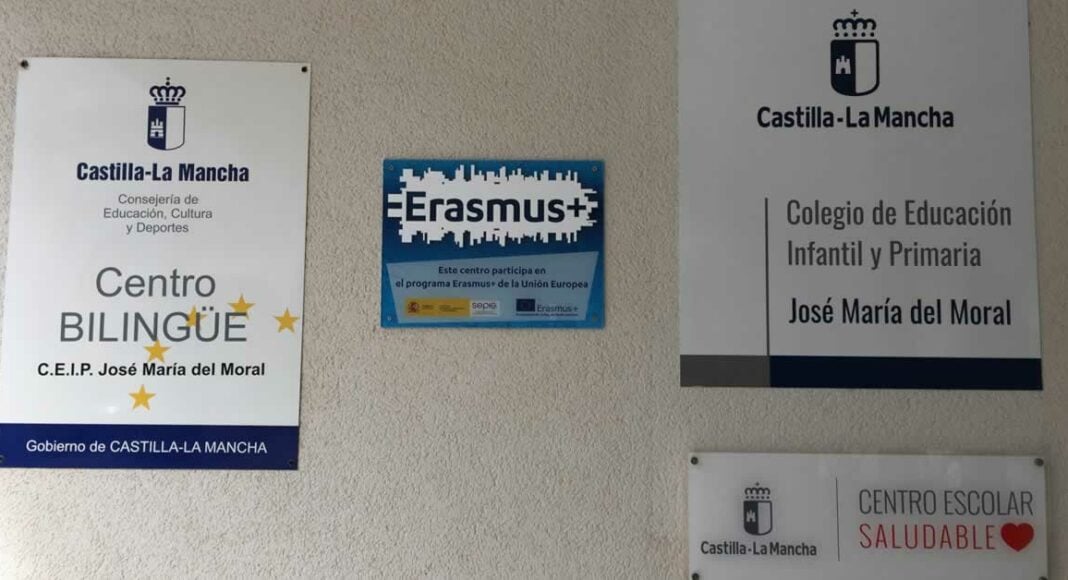 Castilla-La Mancha
Consejería de
Educación, Cultura
y Deportes
Centro
BILINGÜE
C.E.I.P. José María del Moral
Gobierno de CASTILLA-LA MANCHA
Erasmus+
Este centro participa en
el programa Erasmus+ de la Unión Europea
sepie
Erasmus+
Castilla-La Mancha
Colegio de Educación
Infantil y Primaria
José María del Moral
Castilla-La Mancha
CENTRO ESCOLAR
SALUDABLE